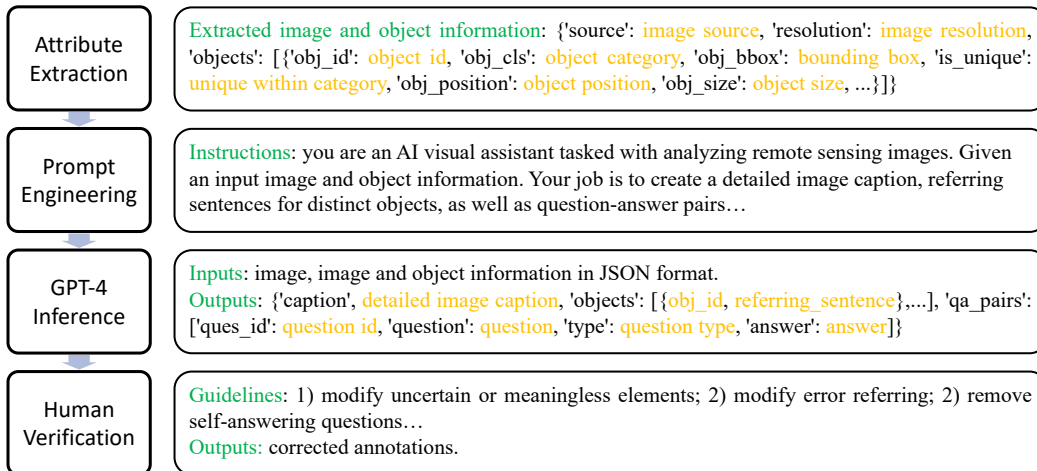 Attribute
Extraction
Extracted image and object information: {'source': image source, 'resolution': image resolution,
'objects': [{'obj_id': object id, 'obj_cls': object category, 'obj_bbox': bounding box, 'is_unique':
unique within category, 'obj_position': object position, 'obj_size': object size, ...}]}
Prompt
Engineering
Instructions: you are an AI visual assistant tasked with analyzing remote sensing images. Given
an input image and object information. Your job is to create a detailed image caption, referring
sentences for distinct objects, as well as question-answer pairs…
GPT-4
Inference
Inputs: image, image and object information in JSON format.
Outputs: {'caption', detailed image caption, 'objects': [{obj_id, referring_sentence},...], 'qa_pairs':
['ques_id': question id, 'question': question, 'type': question type, 'answer': answer]}
Human
Verification
Guidelines: 1) modify uncertain or meaningless elements; 2) modify error referring; 2) remove
self-answering questions…
Outputs: corrected annotations.